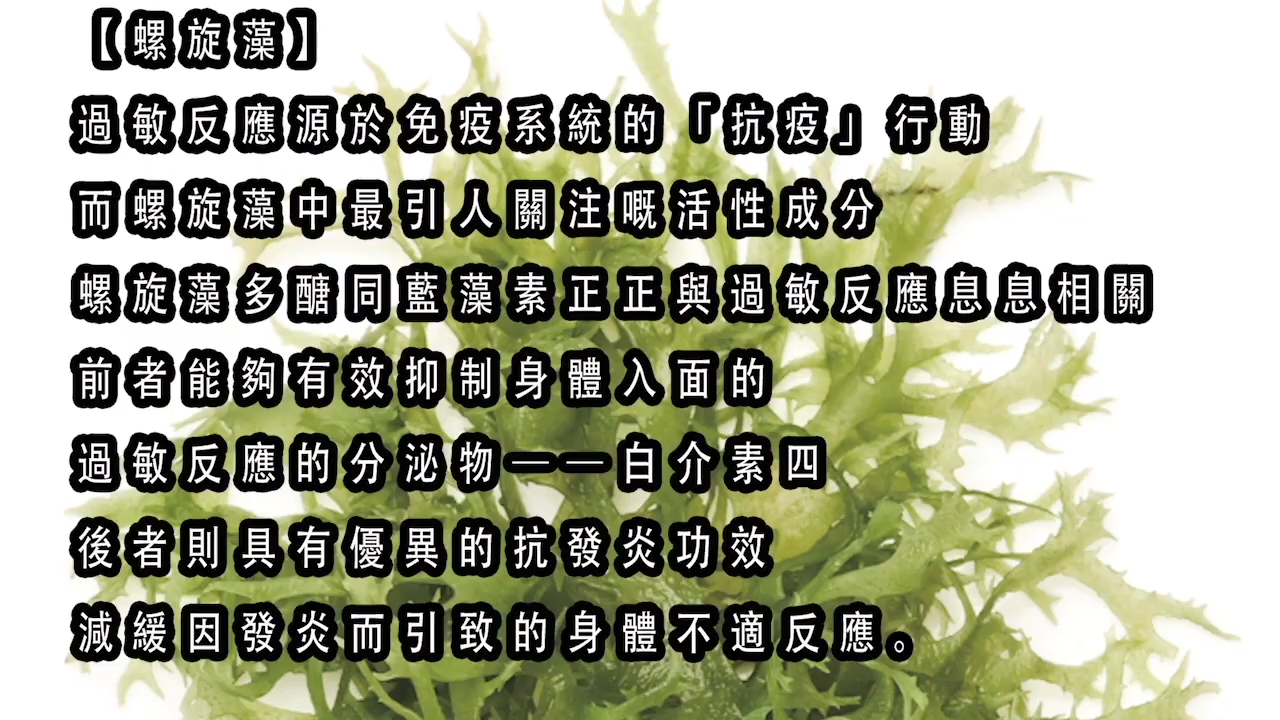 【螺旋藻】
過敏反應源於免疫系統的『抗疫』行動
而螺旋藻中最引人關注嘅活性成分
螺旋藻多醣同藍藻素正正與過敏反應息息相關
前者能夠有效抑制身體入面的
過敏反應的分泌物——白介素四
後者則具有優異的抗發炎功效
減緩因發炎而引致的身體不適反應。